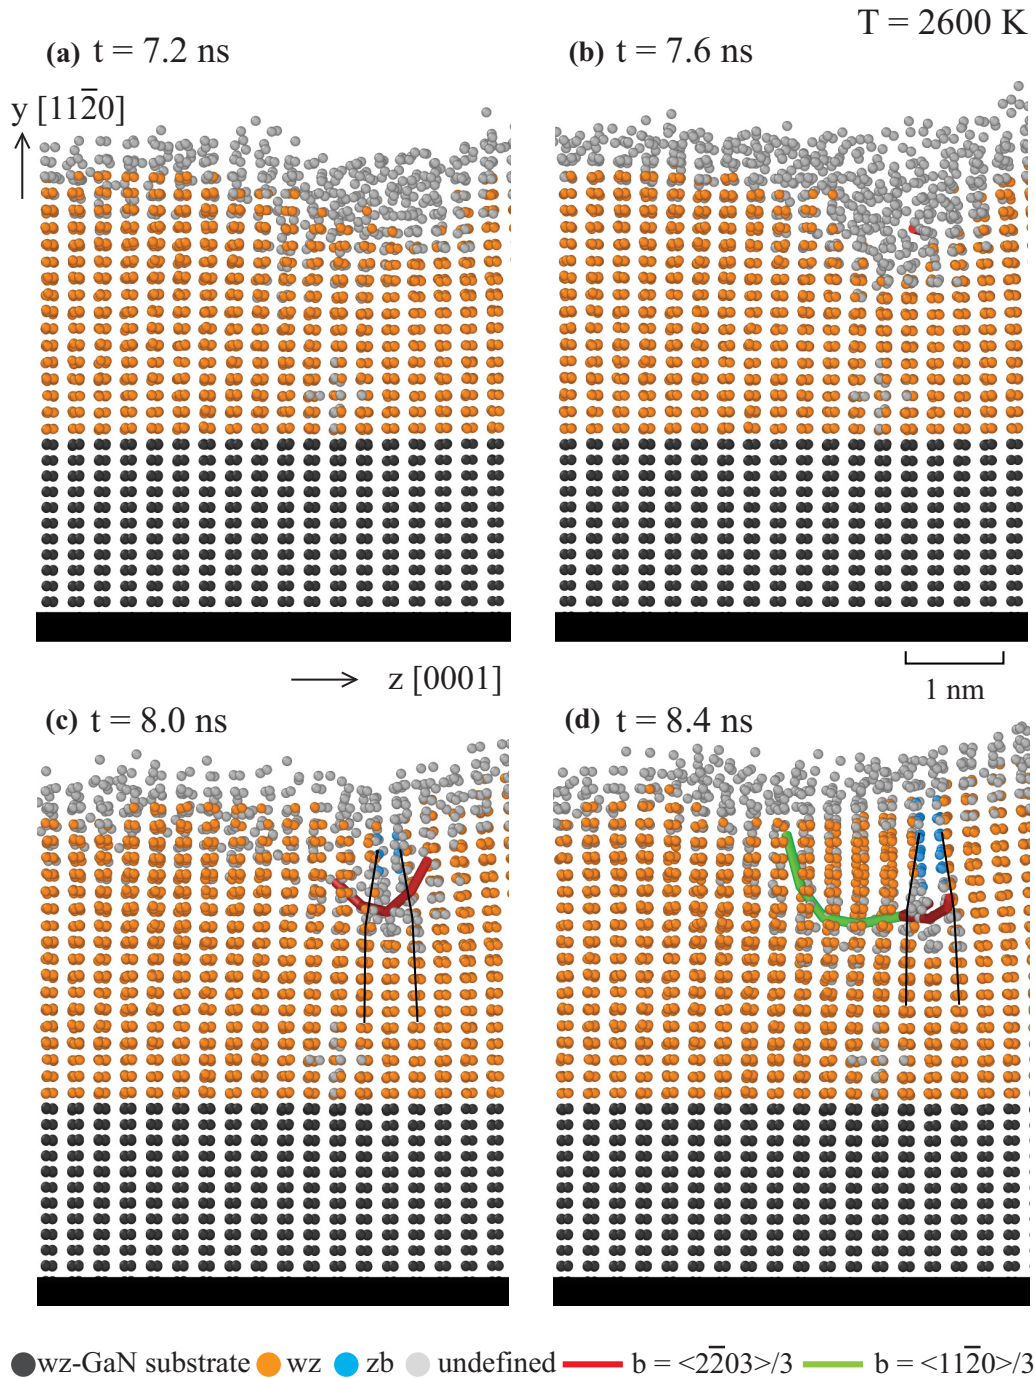 T = 2600 K
(a) t = 7.2 ns
(b) t = 7.6 ns
y [112̅0]
z [0001]
1 nm
(c) t = 8.0 ns
(d) t = 8.4 ns
wz-GaN substrate wz zb undefined b = <22̅03>/3 b = <112̅0>/3